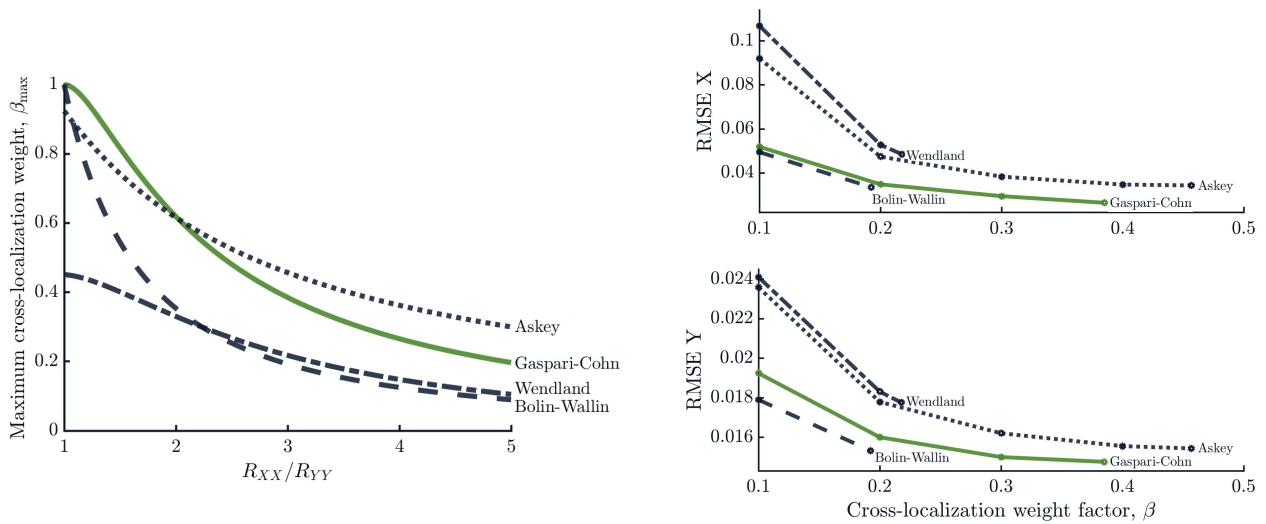 Maximum cross-localization weight, βmax
1
0.8
0.6
0.4
0.2
0
1
2
3
4
5
RXX/RYY
Askey
Gaspari-Cohn
Wendland
Bolin-Wallin
RMSE X
0.1
0.08
0.06
0.04
0.1
0.2
0.3
0.4
0.5
Wendland
Askey
Bolin-Wallin
Gaspari-Cohn
RMSE Y
0.024
0.022
0.02
0.018
0.016
0.1
0.2
0.3
0.4
0.5
Wendland
Askey
Bolin-Wallin
Gaspari-Cohn
Cross-localization weight factor, β